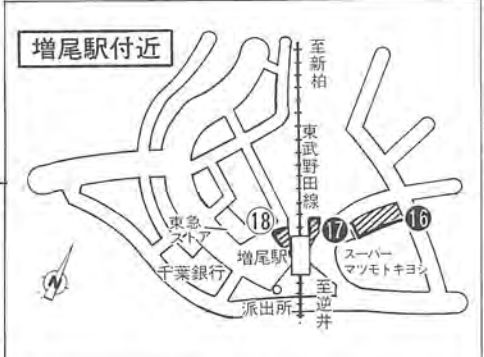 増尾駅付近
至新柏
東武野田線
⑱
⓱
⓰
東急
ストア
増尾駅
スーパー
マツモトキヨシ
千葉銀行
派出所
至逆井
N